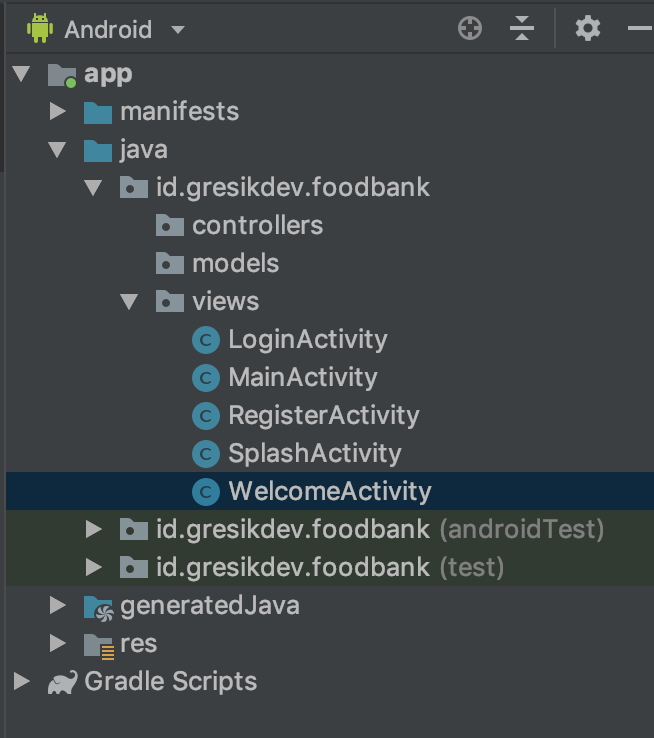 Android
app
manifests
java
id.gresikdev.foodbank
controllers
models
views
C LoginActivity
C MainActivity
C RegisterActivity
C SplashActivity
C WelcomeActivity
id.gresikdev.foodbank (androidTest)
id.gresikdev.foodbank (test)
generatedJava
res
Gradle Scripts